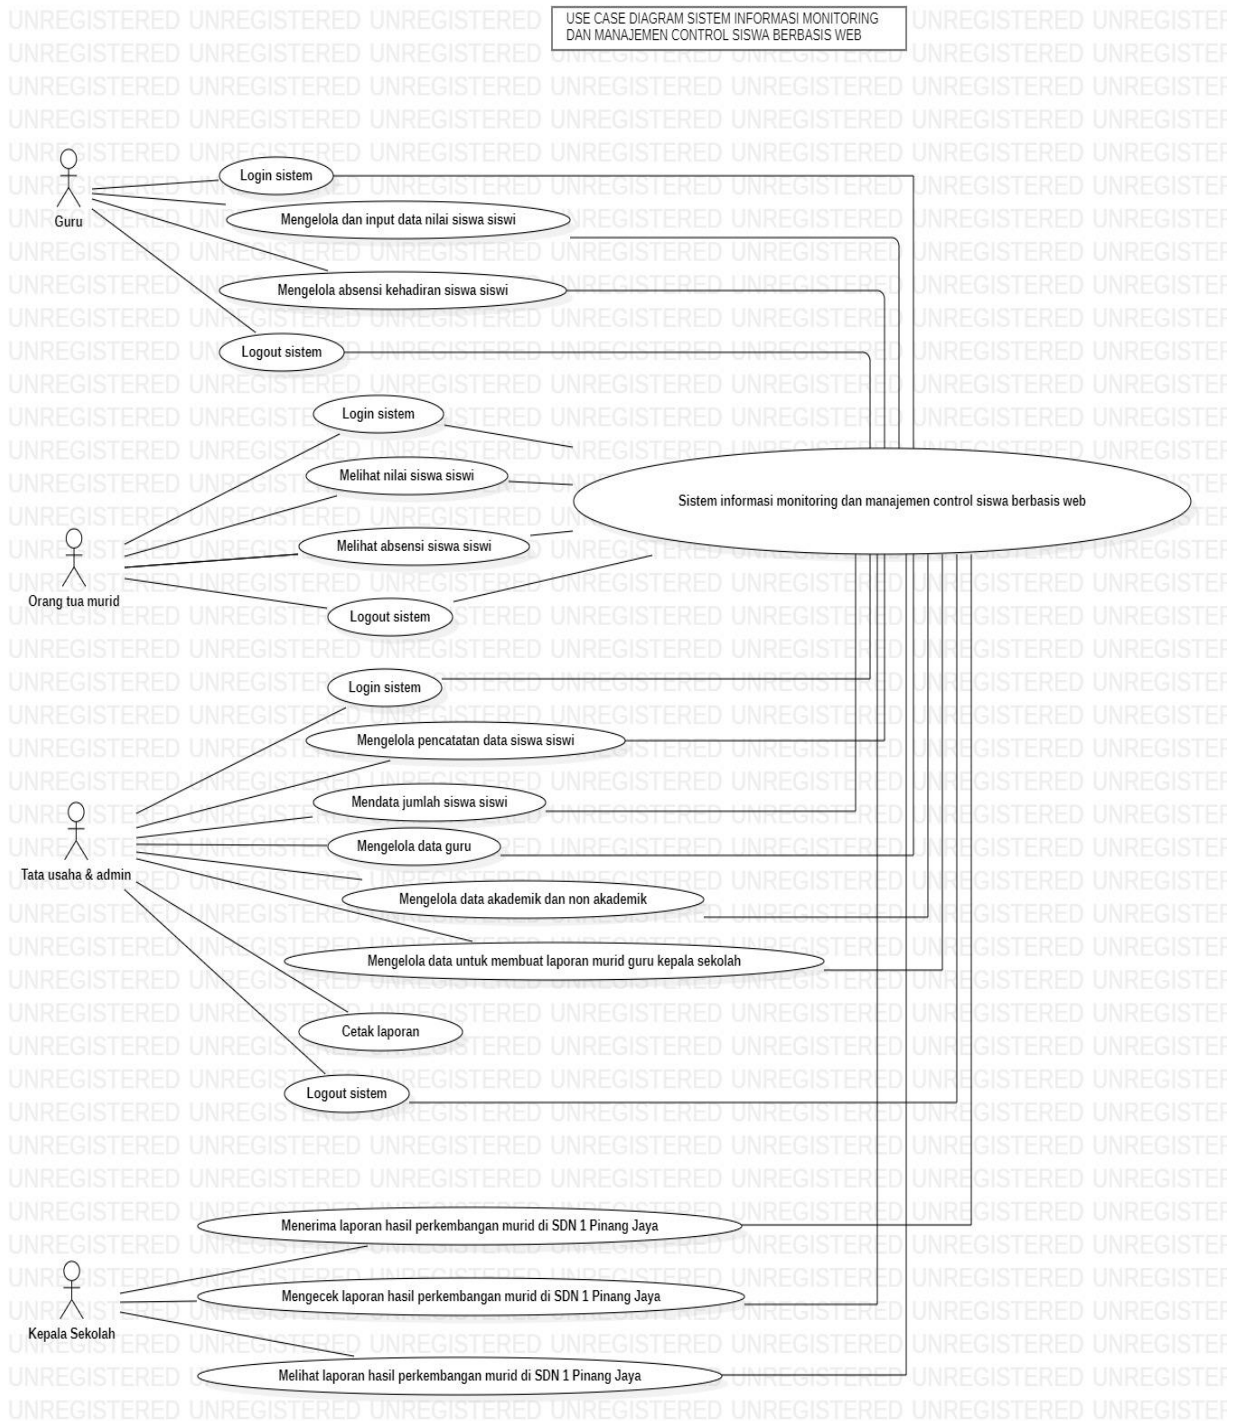 USE CASE DIAGRAM SISTEM INFORMASI MONITORING
DAN MANAJEMEN CONTROL SISWA BERBASIS WEB
Guru
Login sistem
Mengelola dan input data nilai siswa siswi
Mengelola absensi kehadiran siswa siswi
Logout sistem
Login sistem
Melihat nilai siswa siswi
Sistem informasi monitoring dan manajemen control siswa berbasis web
Melihat absensi siswa siswi
Orang tua murid
Logout sistem
Login sistem
Mengelola pencatatan data siswa siswi
Mendata jumlah siswa siswi
Mengelola data guru
Tata usaha & admin
Mengelola data akademik dan non akademik
Mengelola data untuk membuat laporan murid guru kepala sekolah
Cetak laporan
Logout sistem
Menerima laporan hasil perkembangan murid di SDN 1 Pinang Jaya
Mengecek laporan hasil perkembangan murid di SDN 1 Pinang Jaya
Kepala Sekolah
Melihat laporan hasil perkembangan murid di SDN 1 Pinang Jaya
UNREGISTERED